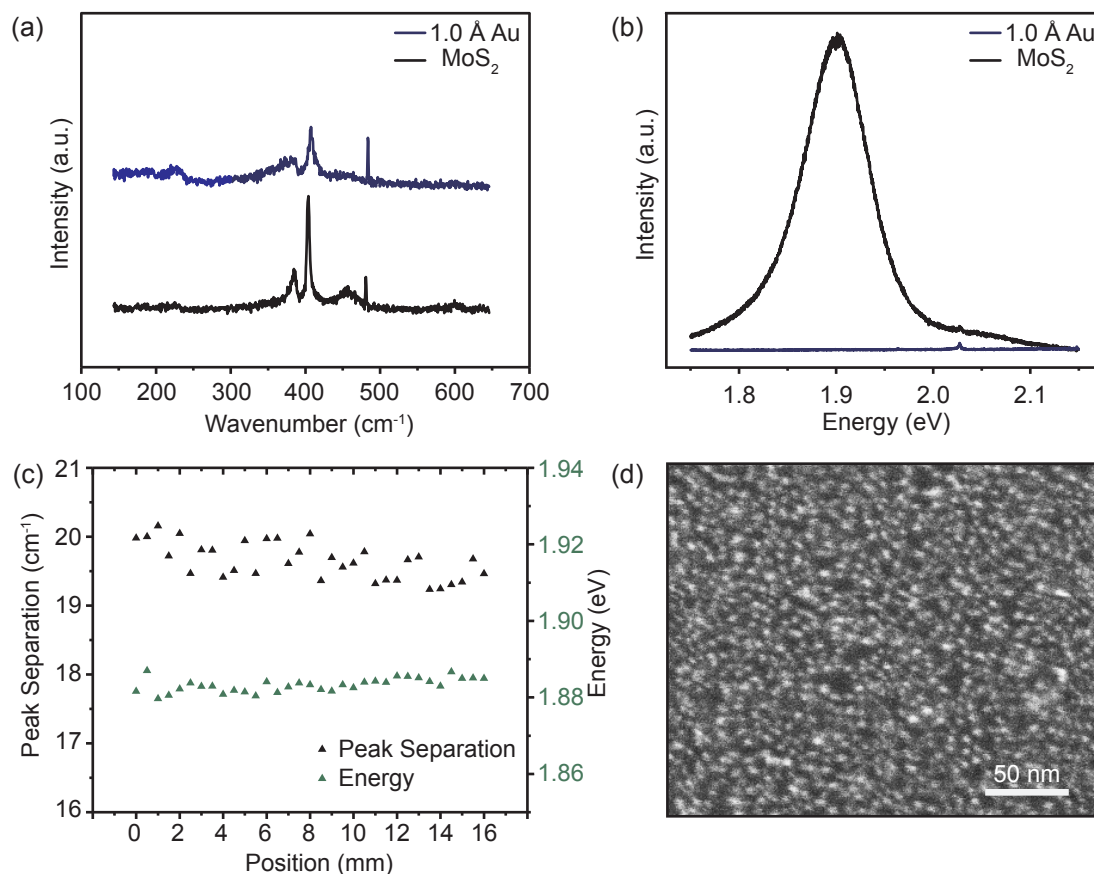 (a)
1.0 Å Au
MoS₂
Intensity (a.u.)
100 200 300 400 500 600 700
Wavenumber (cm⁻¹)
(b)
1.0 Å Au
MoS₂
Intensity (a.u.)
1.8 1.9 2.0 2.1
Energy (eV)
(c)
21
20
19
18
17
16
Peak Separation (cm⁻¹)
1.94
1.92
1.90
1.88
1.86
Energy (eV)
Peak Separation
Energy
0 2 4 6 8 10 12 14 16
Position (mm)
(d)
50 nm